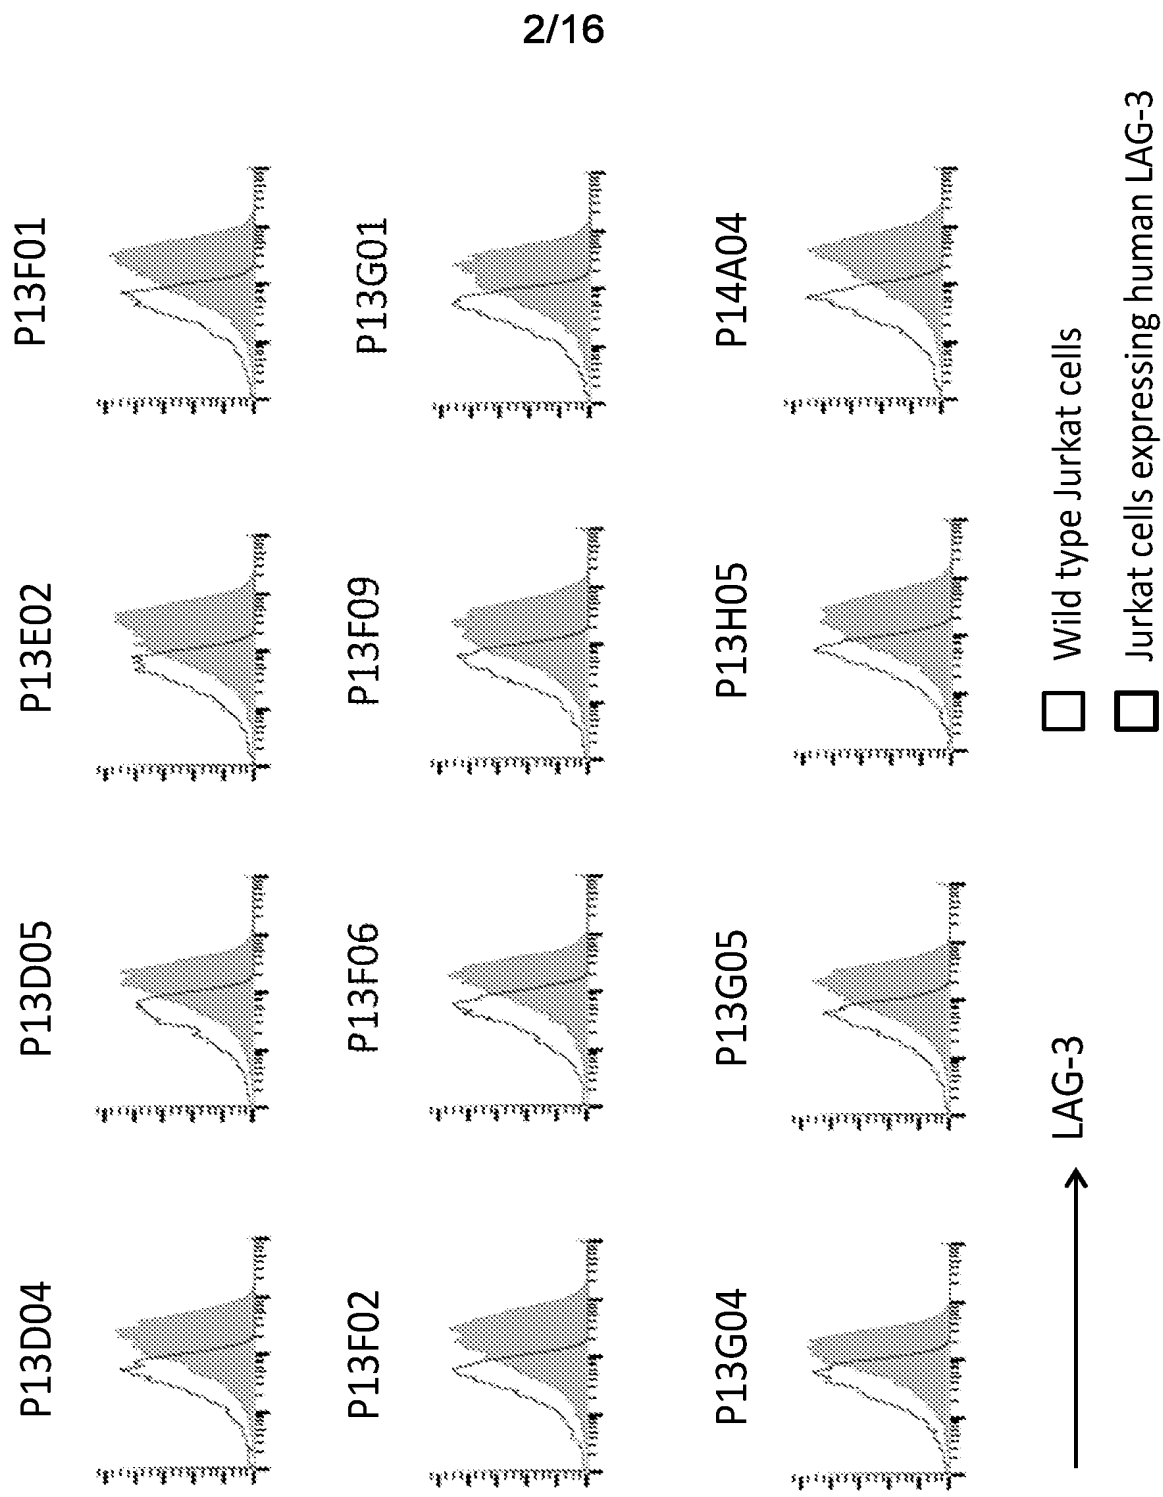 2/16
P13D04
P13D05
P13E02
P13F01
P13F02
P13F06
P13F09
P13G01
P13G04
P13G05
P13H05
P14A04
LAG-3
Wild type Jurkat cells
Jurkat cells expressing human LAG-3